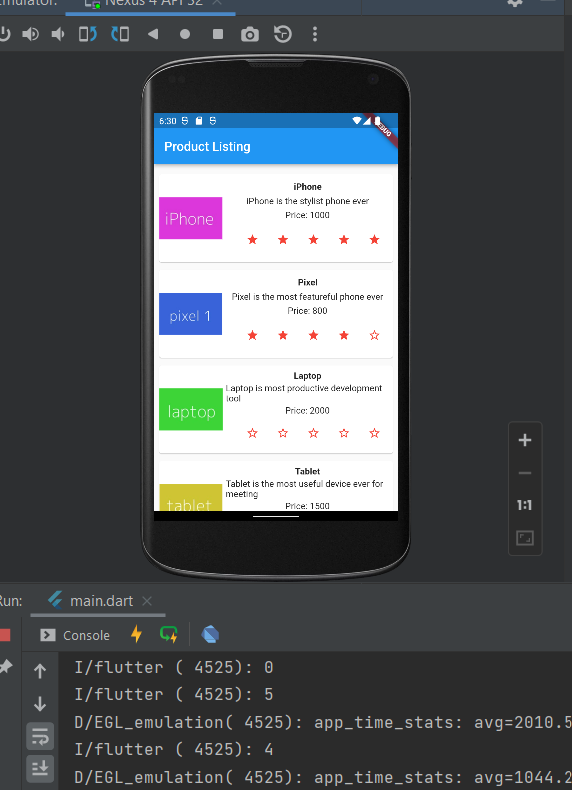 Emulator: Nexus 4 API 32
6:30
DEBUG
Product Listing
iPhone
iPhone
iPhone is the stylist phone ever
Price: 1000
pixel 1
Pixel
Pixel is the most featureful phone ever
Price: 800
laptop
Laptop
Laptop is most productive development
tool
Price: 2000
tablet
Tablet
Tablet is the most useful device ever for
meeting
Price: 1500
1:1
Run: main.dart
Console
I/flutter ( 4525): 0
I/flutter ( 4525): 5
D/EGL_emulation( 4525): app_time_stats: avg=2010.5
I/flutter ( 4525): 4
D/EGL_emulation( 4525): app_time_stats: avg=1044.2